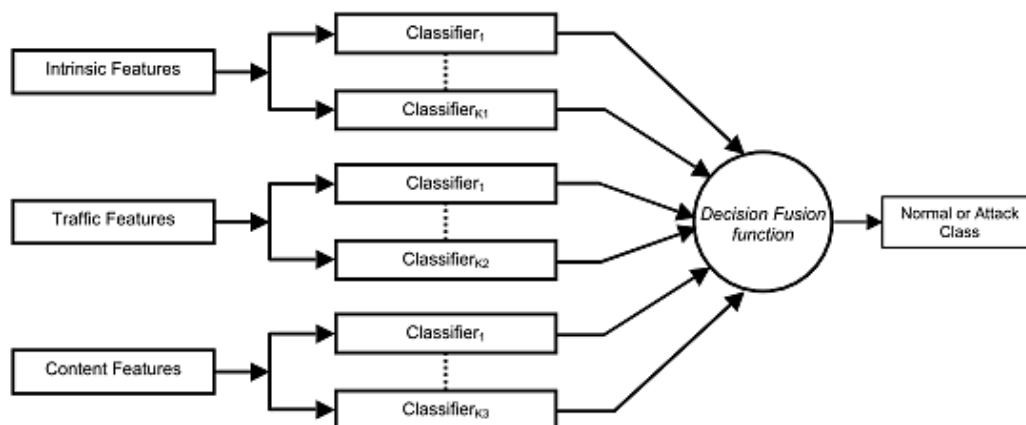 Intrinsic Features
Classifier1
ClassifierK1
Traffic Features
Classifier1
ClassifierK2
Content Features
Classifier1
ClassifierK3
Decision Fusion
function
Normal or Attack
Class